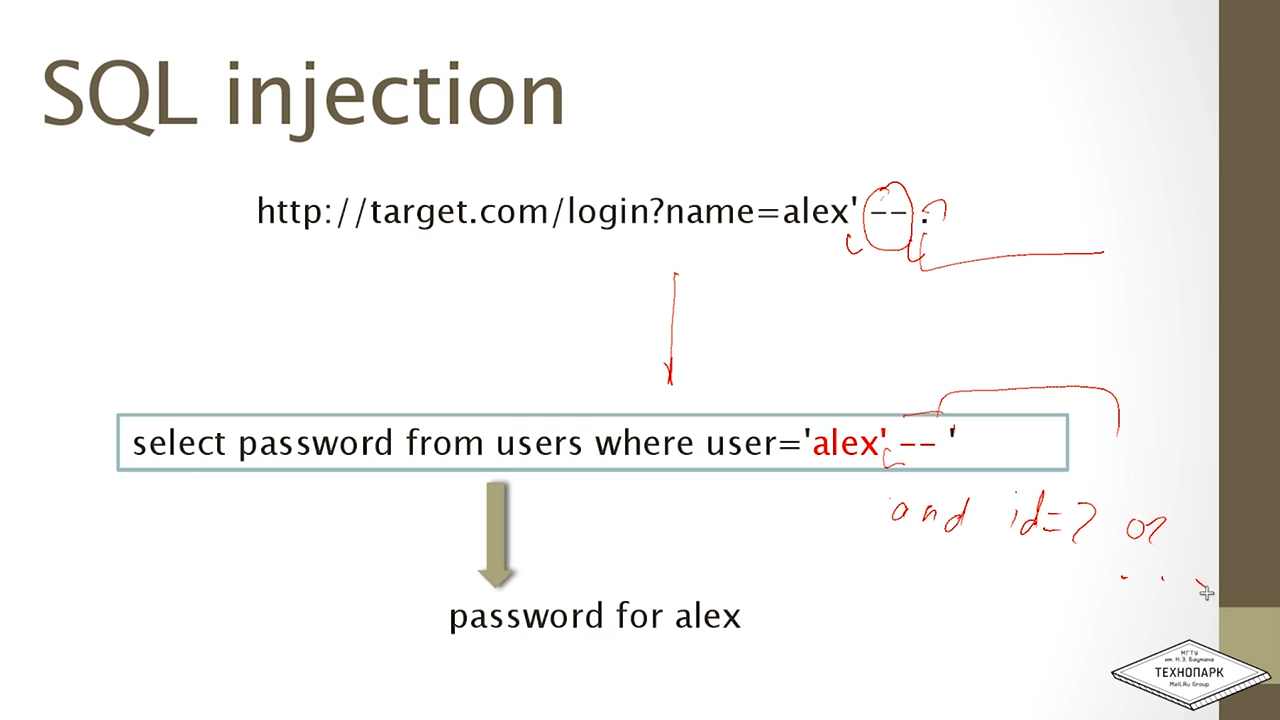 SQL injection
http://target.com/login?name=alex' -- .
select password from users where user='alex' -- '
and id=? or
. . .
password for alex
МГТУ
им. Н.Э. Баумана
ТЕХНОПАРК
Mail.Ru Group